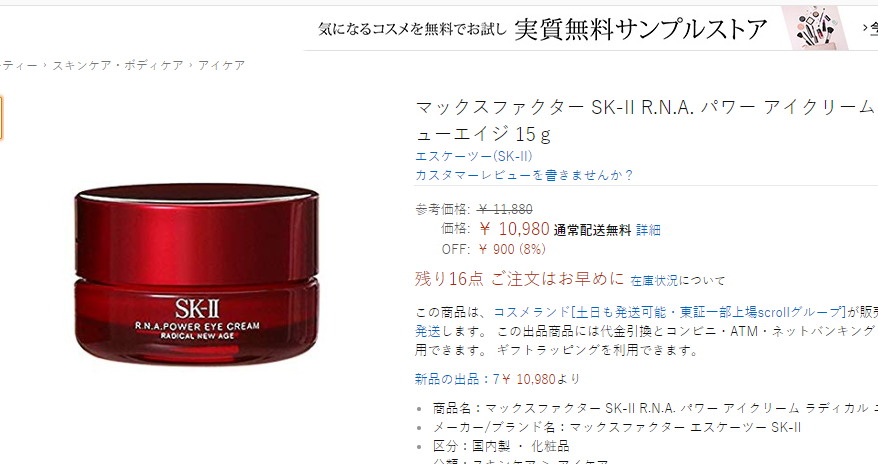 気になるコスメを無料でお試し 実質無料サンプルストア
ティー › スキンケア・ボディケア › アイケア
マックスファクター SK-II R.N.A. パワー アイクリーム
ューエイジ 15ｇ
エスケーツー(SK-II)
カスタマーレビューを書きませんか？
参考価格: ￥ 11,880
価格: ￥ 10,980 通常配送無料 詳細
OFF: ￥ 900 (8%)
残り16点 ご注文はお早めに 在庫状況について
この商品は、コスメランド[土日も発送可能・東証一部上場scrollグループ]が販売
発送します。 この出品商品には代金引換とコンビニ・ATM・ネットバンキング
用できます。 ギフトラッピングを利用できます。
新品の出品：7￥ 10,980より
• 商品名：マックスファクター SK-II R.N.A. パワー アイクリーム ラディカル ニ
• メーカー/ブランド名：マックスファクター エスケーツー SK-II
• 区分：国内製 ・ 化粧品
SK-II
R.N.A.POWER EYE CREAM
RADICAL NEW AGE